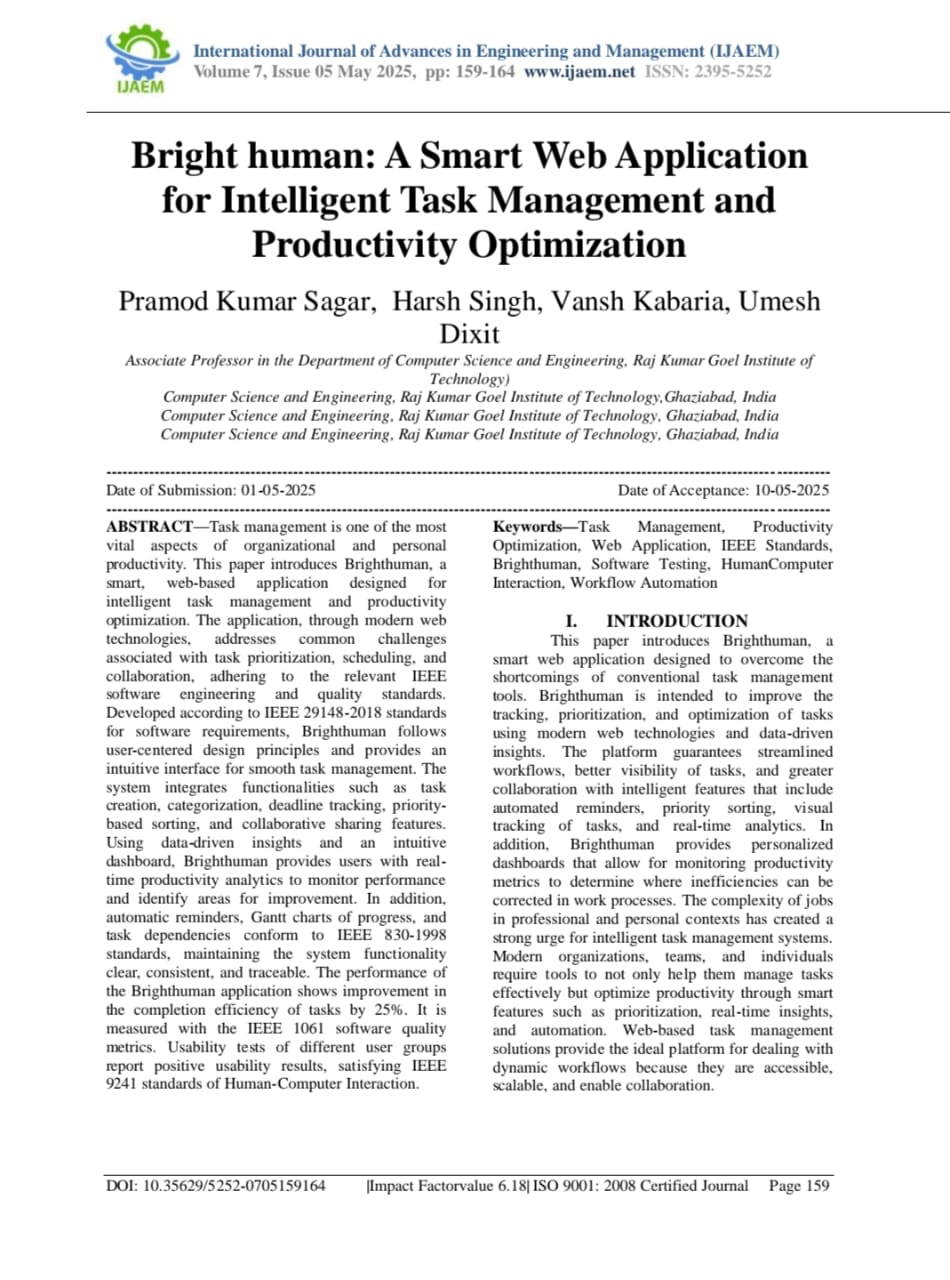 IJAEM
International Journal of Advances in Engineering and Management (IJAEM)
Volume 7, Issue 05 May 2025, pp: 159-164 www.ijaem.net ISSN: 2395-5252
Bright human: A Smart Web Application
for Intelligent Task Management and
Productivity Optimization
Pramod Kumar Sagar, Harsh Singh, Vansh Kabaria, Umesh
Dixit
Associate Professor in the Department of Computer Science and Engineering, Raj Kumar Goel Institute of
Technology)
Computer Science and Engineering, Raj Kumar Goel Institute of Technology,Ghaziabad, India
Computer Science and Engineering, Raj Kumar Goel Institute of Technology, Ghaziabad, India
Computer Science and Engineering, Raj Kumar Goel Institute of Technology, Ghaziabad, India
Date of Submission: 01-05-2025 Date of Acceptance: 10-05-2025
ABSTRACT—Task management is one of the most
vital aspects of organizational and personal
productivity. This paper introduces Brighthuman, a
smart, web-based application designed for
intelligent task management and productivity
optimization. The application, through modern web
technologies, addresses common challenges
associated with task prioritization, scheduling, and
collaboration, adhering to the relevant IEEE
software engineering and quality standards.
Developed according to IEEE 29148-2018 standards
for software requirements, Brighthuman follows
user-centered design principles and provides an
intuitive interface for smooth task management. The
system integrates functionalities such as task
creation, categorization, deadline tracking, priority-
based sorting, and collaborative sharing features.
Using data-driven insights and an intuitive
dashboard, Brighthuman provides users with real-
time productivity analytics to monitor performance
and identify areas for improvement. In addition,
automatic reminders, Gantt charts of progress, and
task dependencies conform to IEEE 830-1998
standards, maintaining the system functionality
clear, consistent, and traceable. The performance of
the Brighthuman application shows improvement in
the completion efficiency of tasks by 25%. It is
measured with the IEEE 1061 software quality
metrics. Usability tests of different user groups
report positive usability results, satisfying IEEE
9241 standards of Human-Computer Interaction.
Keywords—Task Management, Productivity
Optimization, Web Application, IEEE Standards,
Brighthuman, Software Testing, HumanComputer
Interaction, Workflow Automation
I. INTRODUCTION
This paper introduces Brighthuman, a
smart web application designed to overcome the
shortcomings of conventional task management
tools. Brighthuman is intended to improve the
tracking, prioritization, and optimization of tasks
using modern web technologies and data-driven
insights. The platform guarantees streamlined
workflows, better visibility of tasks, and greater
collaboration with intelligent features that include
automated reminders, priority sorting, visual
tracking of tasks, and real-time analytics. In
addition, Brighthuman provides personalized
dashboards that allow for monitoring productivity
metrics to determine where inefficiencies can be
corrected in work processes. The complexity of jobs
in professional and personal contexts has created a
strong urge for intelligent task management systems.
Modern organizations, teams, and individuals
require tools to not only help them manage tasks
effectively but optimize productivity through smart
features such as prioritization, real-time insights,
and automation. Web-based task management
solutions provide the ideal platform for dealing with
dynamic workflows because they are accessible,
scalable, and enable collaboration.
DOI: 10.35629/5252-0705159164 |Impact Factorvalue 6.18| ISO 9001: 2008 Certified Journal Page 159